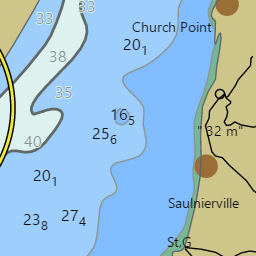 33
33
Church Point
20₁
38
35
16₅
25₆
" 32 m"
40
20₁
Saulnierville
23₈
27₄
St,G